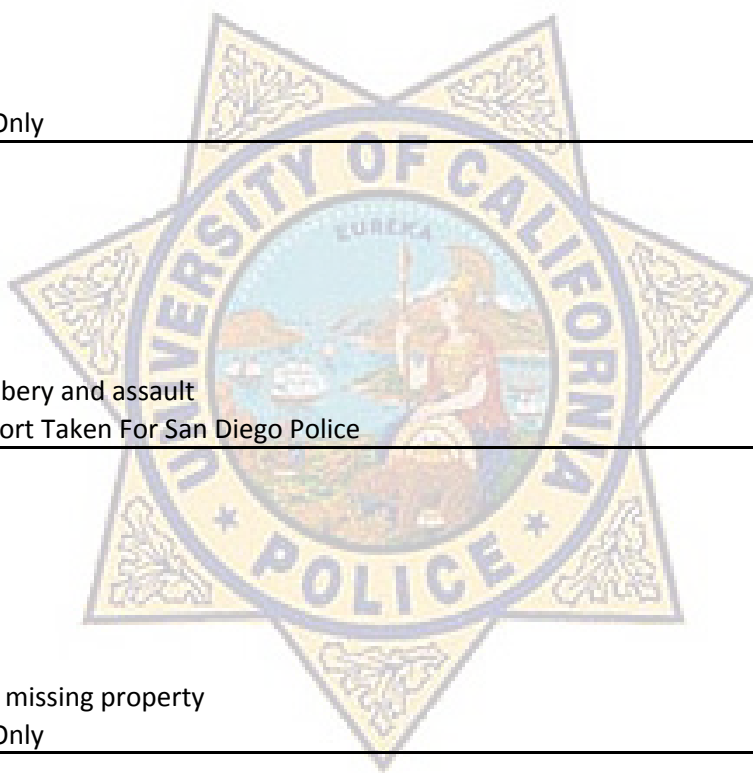 Only
UNIVERSITY OF CALIFORNIA
EUREKA
bery and assault
ort Taken For San Diego Police
POLICE
missing property
Only